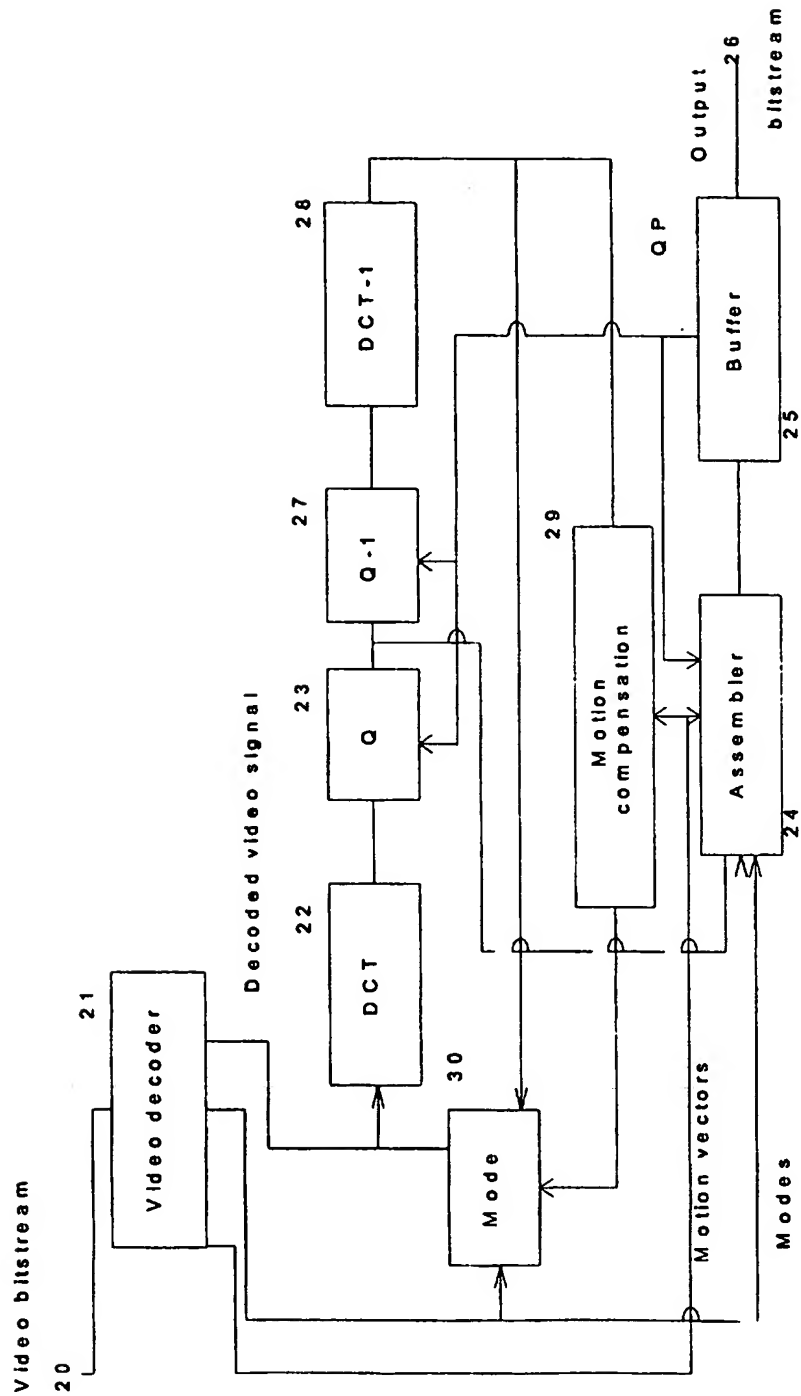 Video bitstream
20
Video decoder
21
Decoded video signal
DCT
22
Q
23
Q-1
27
DCT-1
28
Mode
30
Motion
compensation
29
QP
Motion vectors
Modes
Assembler
24
Buffer
25
Output
26
bitstream